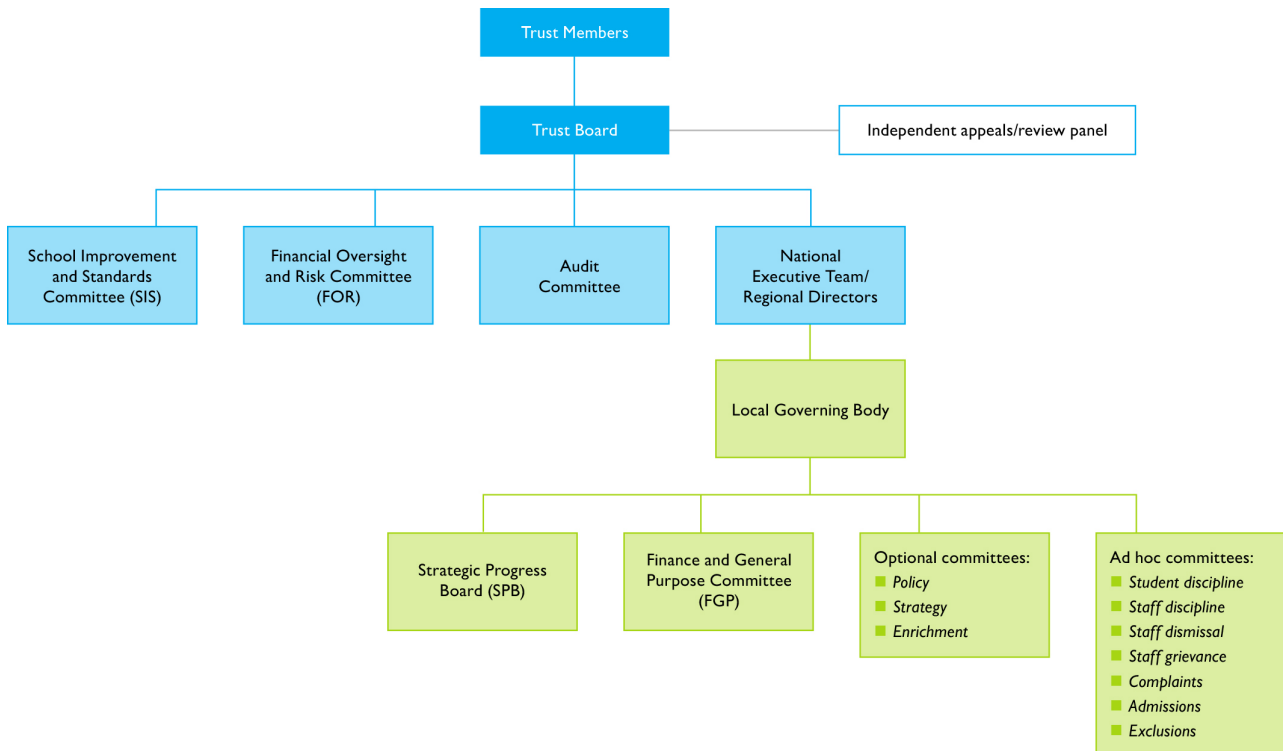 Trust Members
Trust Board
Independent appeals/review panel
School Improvement
and Standards
Committee (SIS)
Financial Oversight
and Risk Committee
(FOR)
Audit
Committee
National
Executive Team/
Regional Directors
Local Governing Body
Strategic Progress
Board (SPB)
Finance and General
Purpose Committee
(FGP)
Optional committees:
Policy
Strategy
Enrichment
Ad hoc committees:
Student discipline
Staff discipline
Staff dismissal
Staff grievance
Complaints
Admissions
Exclusions